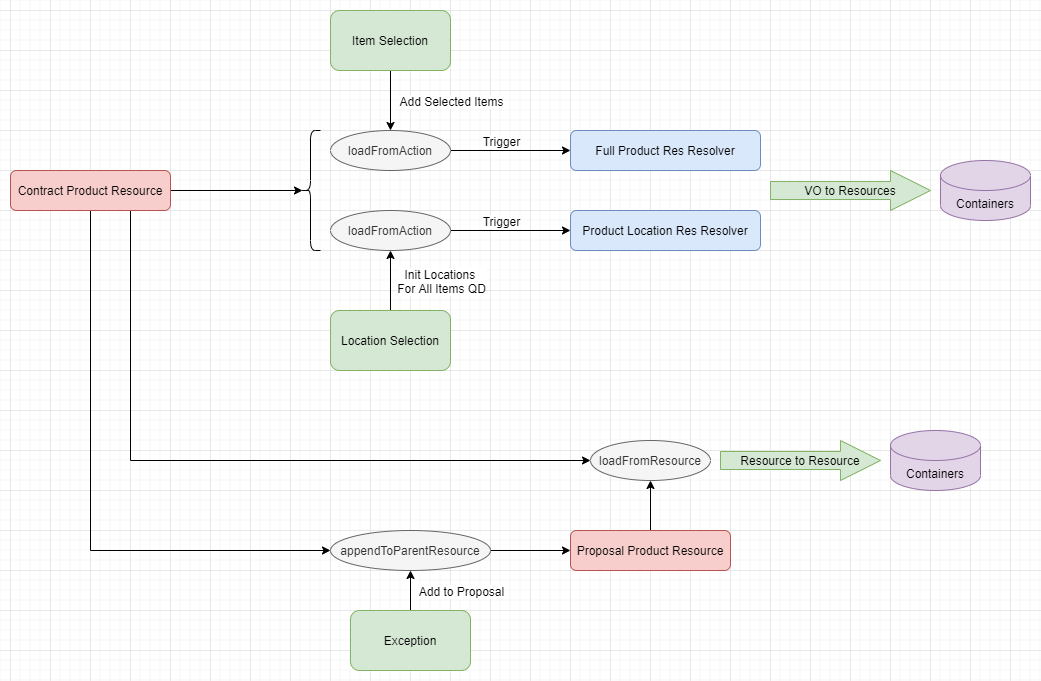 Item Selection
Add Selected Items
loadFromAction
Trigger
Full Product Res Resolver
Contract Product Resource
VO to Resources
Containers
loadFromAction
Trigger
Product Location Res Resolver
Init Locations
For All Items QD
Location Selection
loadFromResource
Resource to Resource
Containers
appendToParentResource
Proposal Product Resource
Add to Proposal
Exception